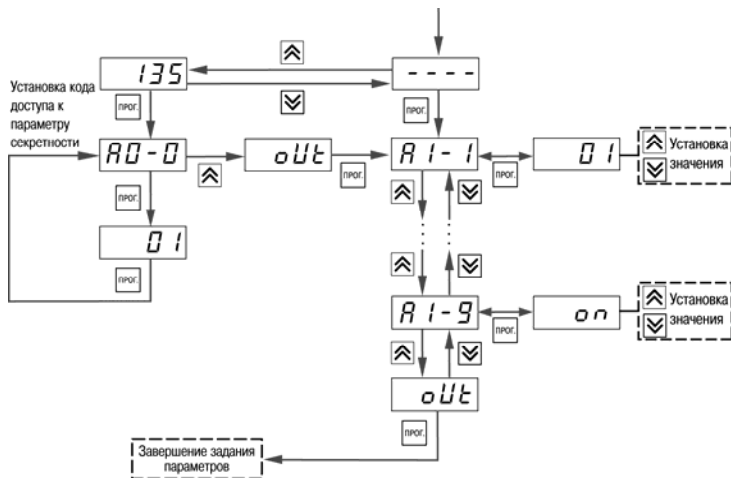 135
- - - -
Установка кода
доступа к
параметру
секретности
ПРОГ.
ПРОГ.
A0-0
oUt
ПРОГ.
A1-1
ПРОГ.
01
Установка
значения
ПРОГ.
01
ПРОГ.
A1-9
ПРОГ.
on
Установка
значения
oUt
ПРОГ.
Завершение задания
параметров